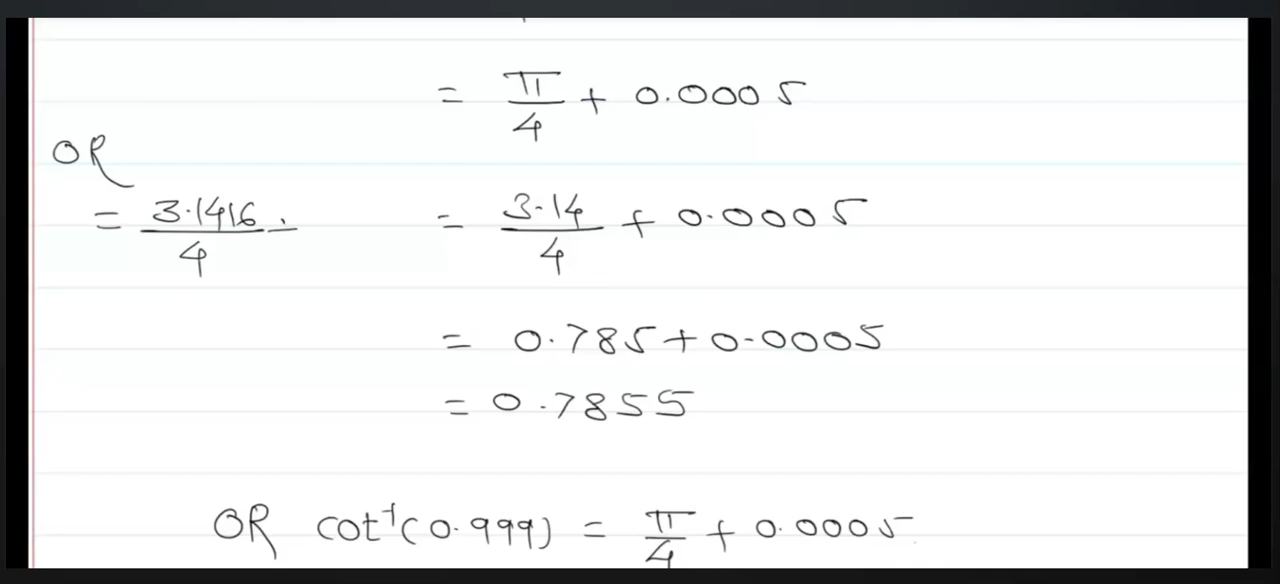 = π/4 + 0.0005
OR
= 3.1416/4 = 3.14/4 + 0.0005
= 0.785+0.0005
= 0.7855
OR cot⁻¹(0.999) = π/4 + 0.0005